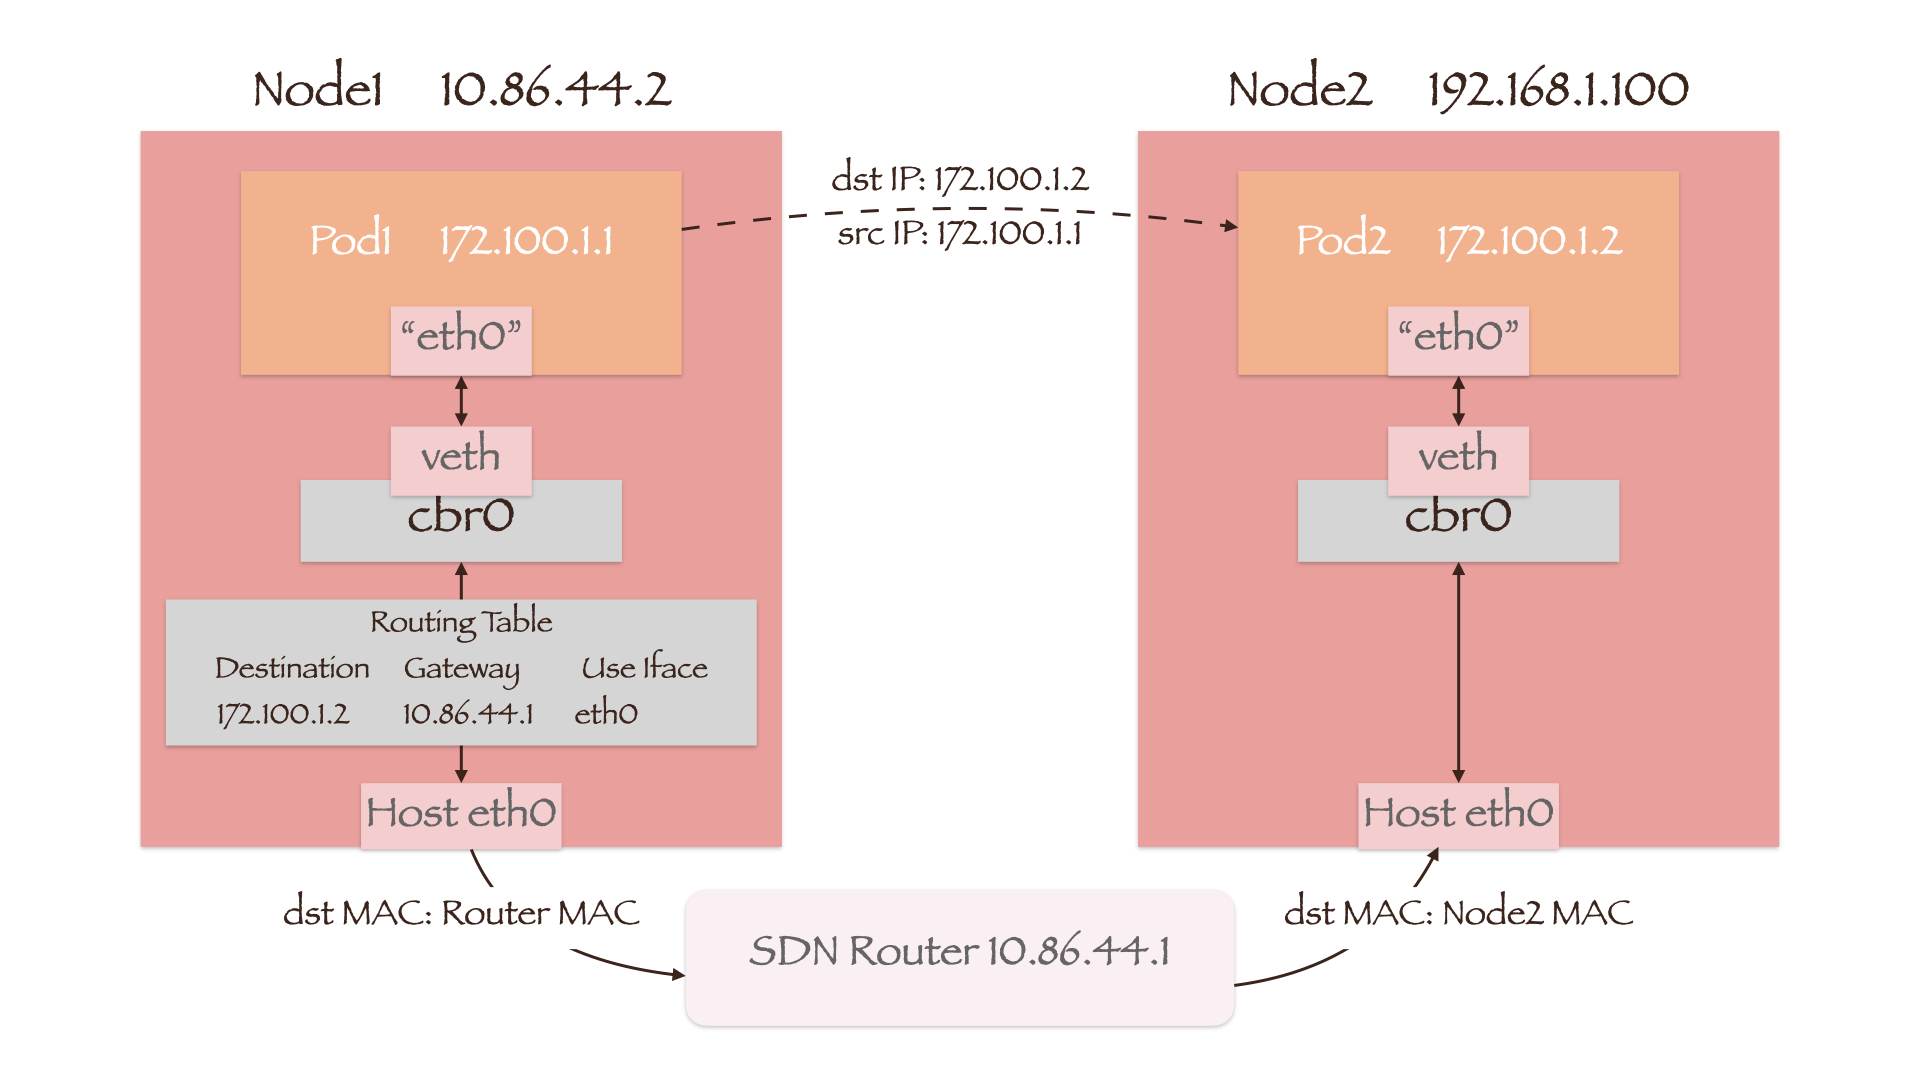 Node1 10.86.44.2
Node2 192.168.1.100
dst IP: 172.100.1.2
src IP: 172.100.1.1
Pod1 172.100.1.1
“eth0”
veth
cbr0
Routing Table
Destination Gateway Use Iface
172.100.1.2 10.86.44.1 eth0
Host eth0
Pod2 172.100.1.2
“eth0”
veth
cbr0
Host eth0
dst MAC: Router MAC
SDN Router 10.86.44.1
dst MAC: Node2 MAC